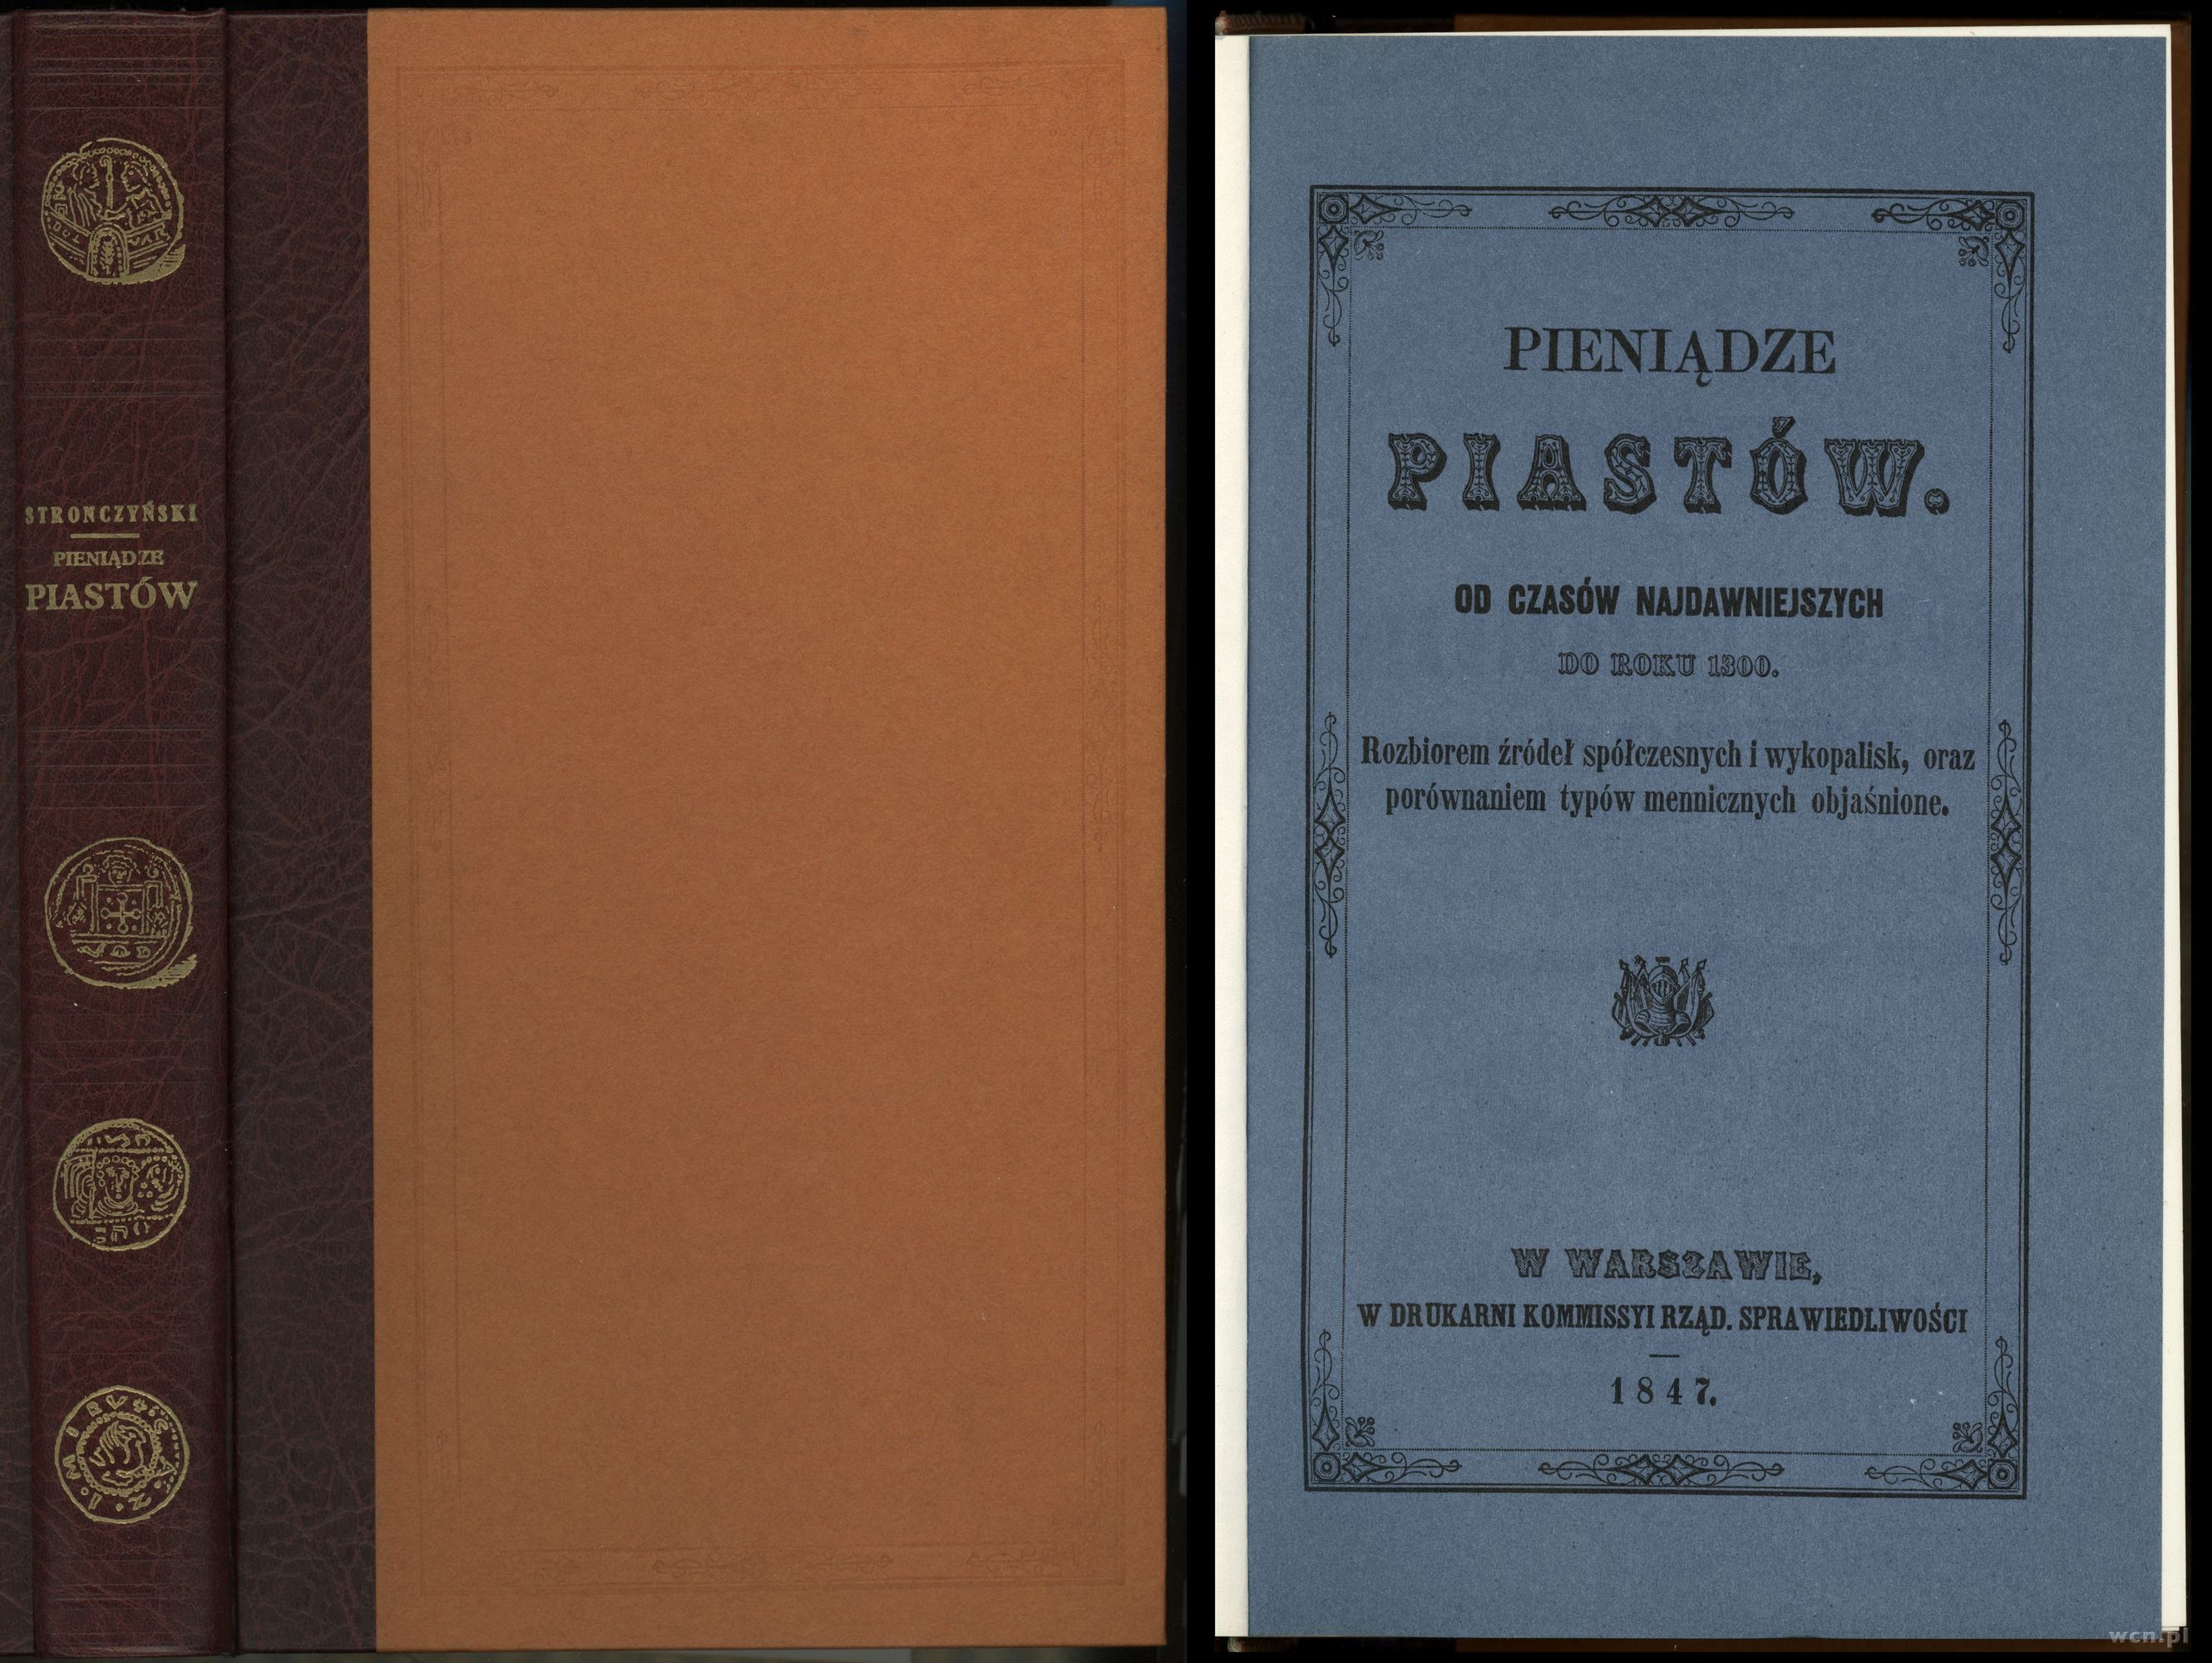 STRONCZYŃSKI
PIENIĄDZE
PIASTÓW
PIENIĄDZE
PIASTÓW.
OD CZASÓW NAJDAWNIEJSZYCH
DO ROKU 1300.
Rozbiorem źródeł spółczesnych i wykopalisk, oraz
porównaniem typów mennicznych objaśnione.
W WARSZAWIE,
W DRUKARNI KOMMISSYI RZĄD. SPRAWIEDLIWOŚCI
1847.
wcn.pl